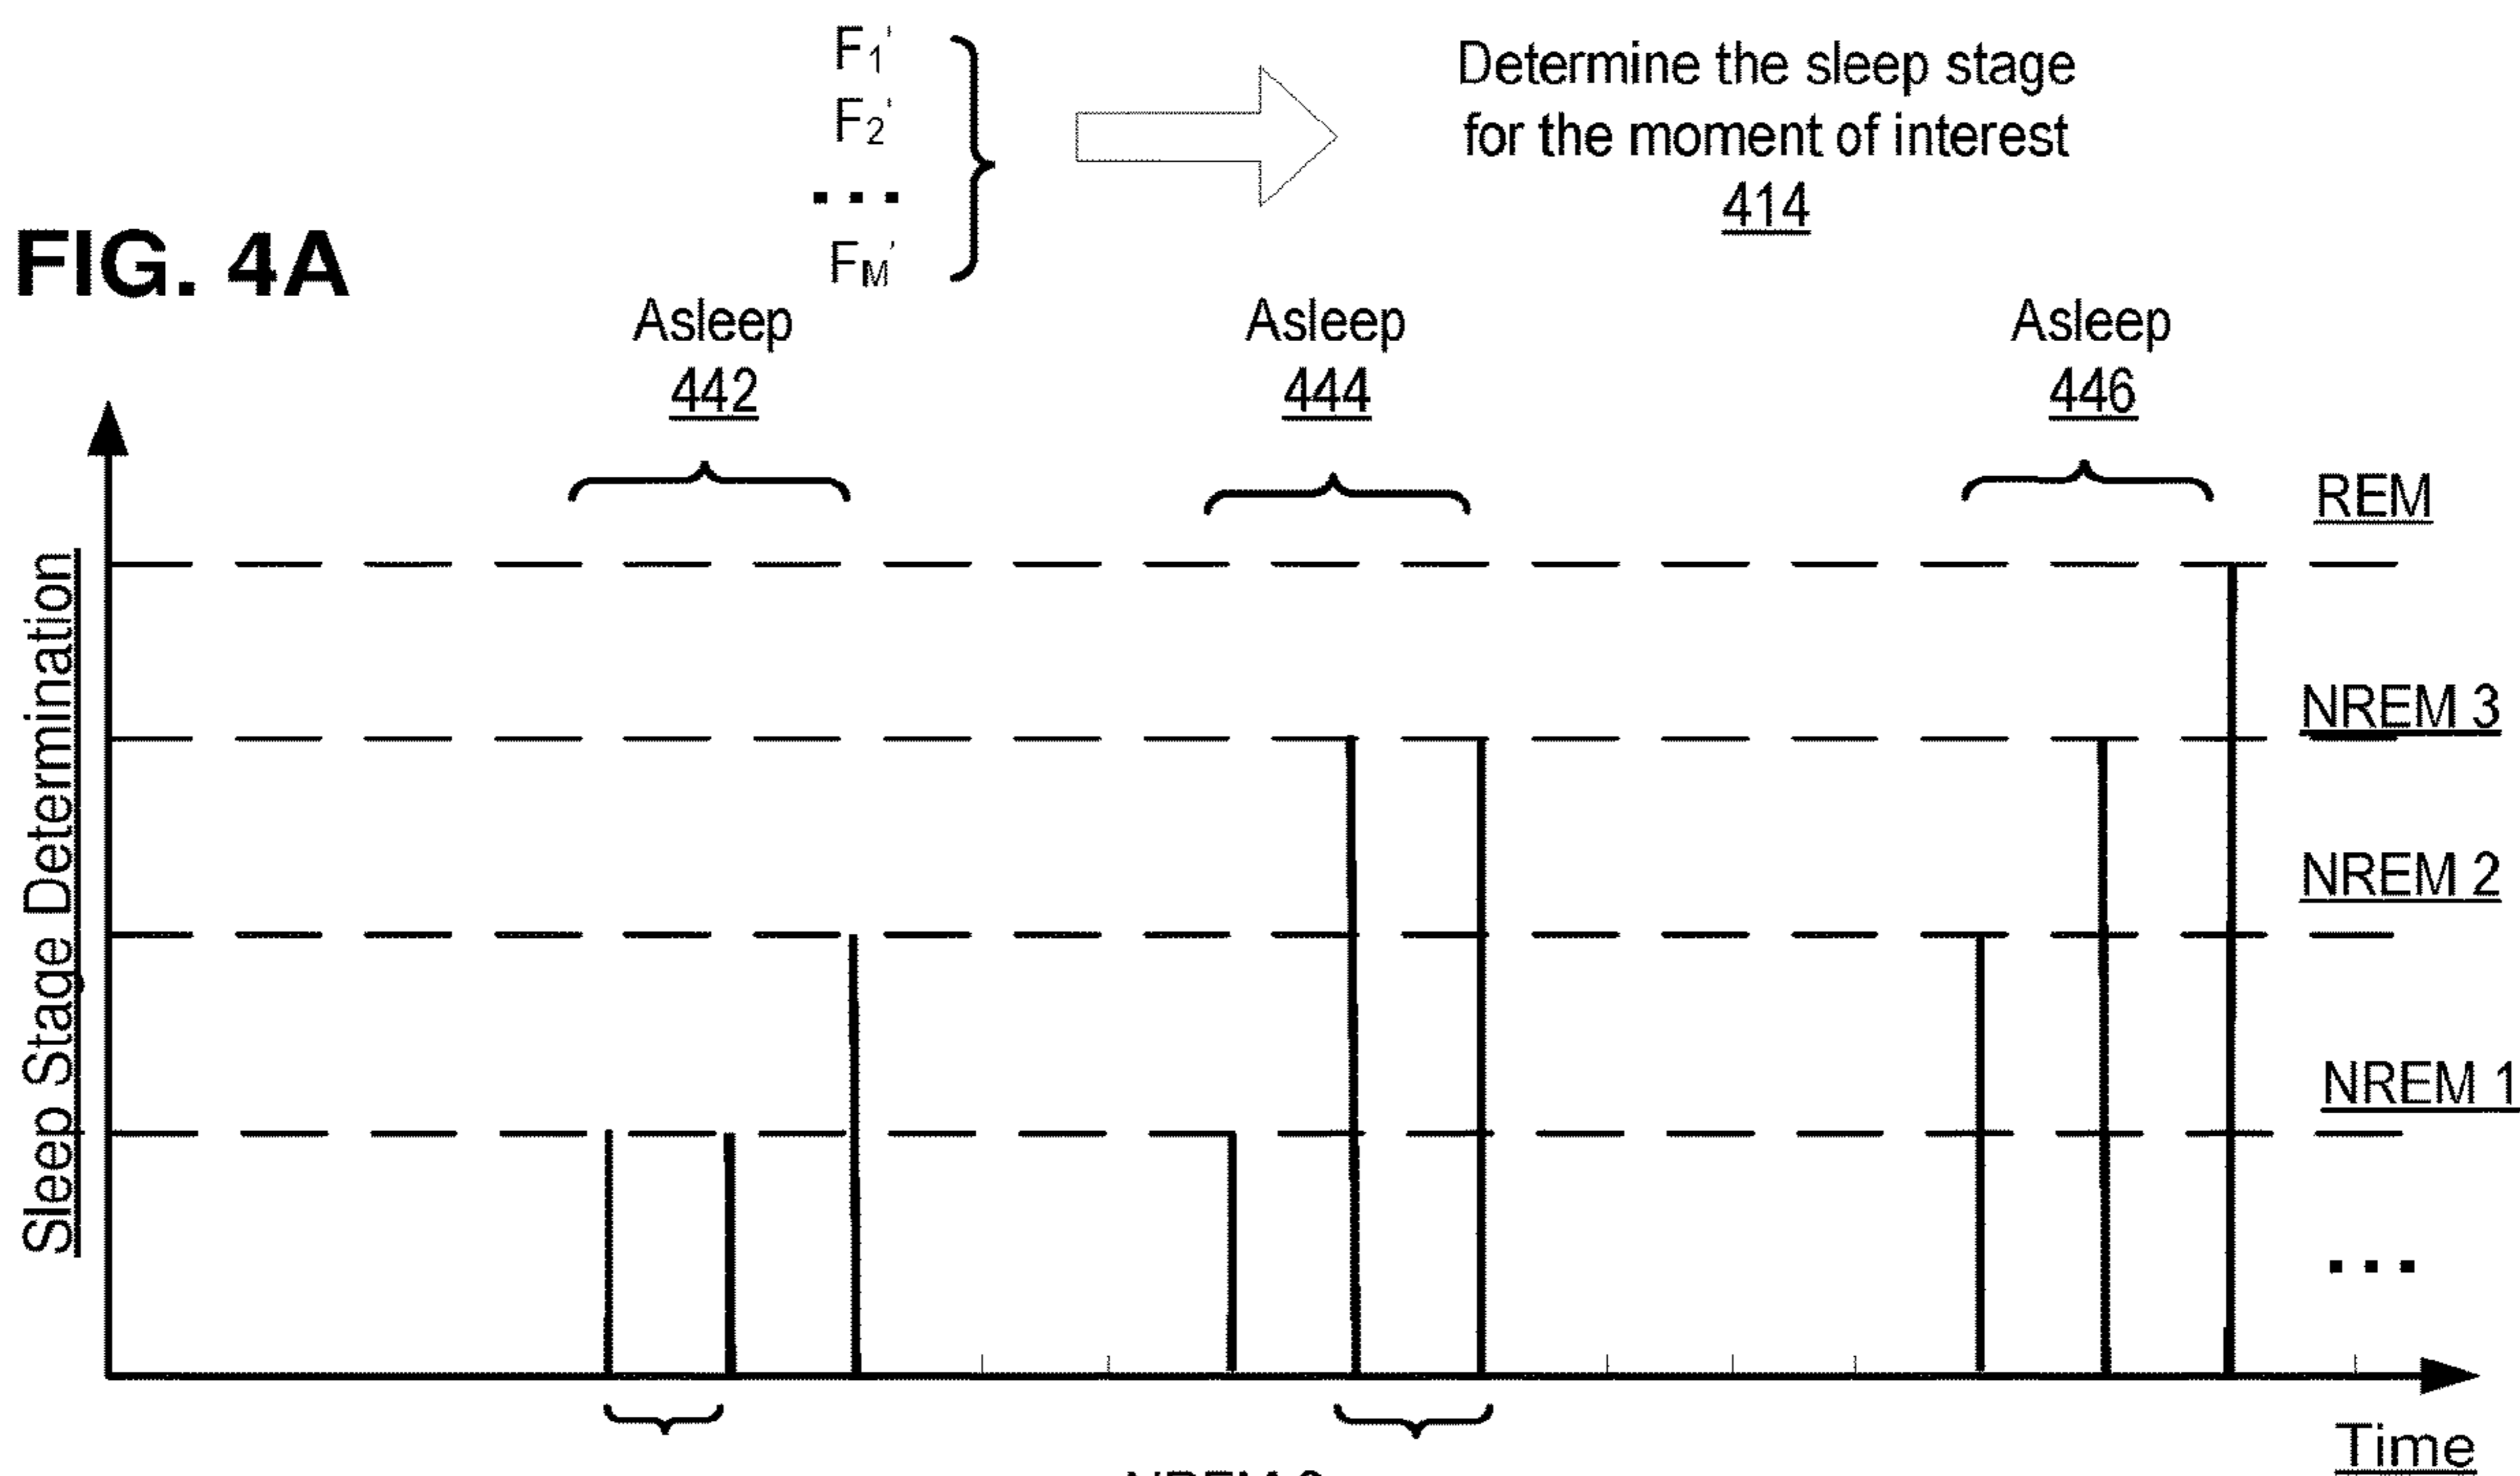 F1'
F2'
...
FM'
Determine the sleep stage
for the moment of interest
414
FIG. 4A
Asleep
442
Asleep
444
Asleep
446
REM
NREM 3
NREM 2
NREM 1
...
Sleep Stage Determination
Time